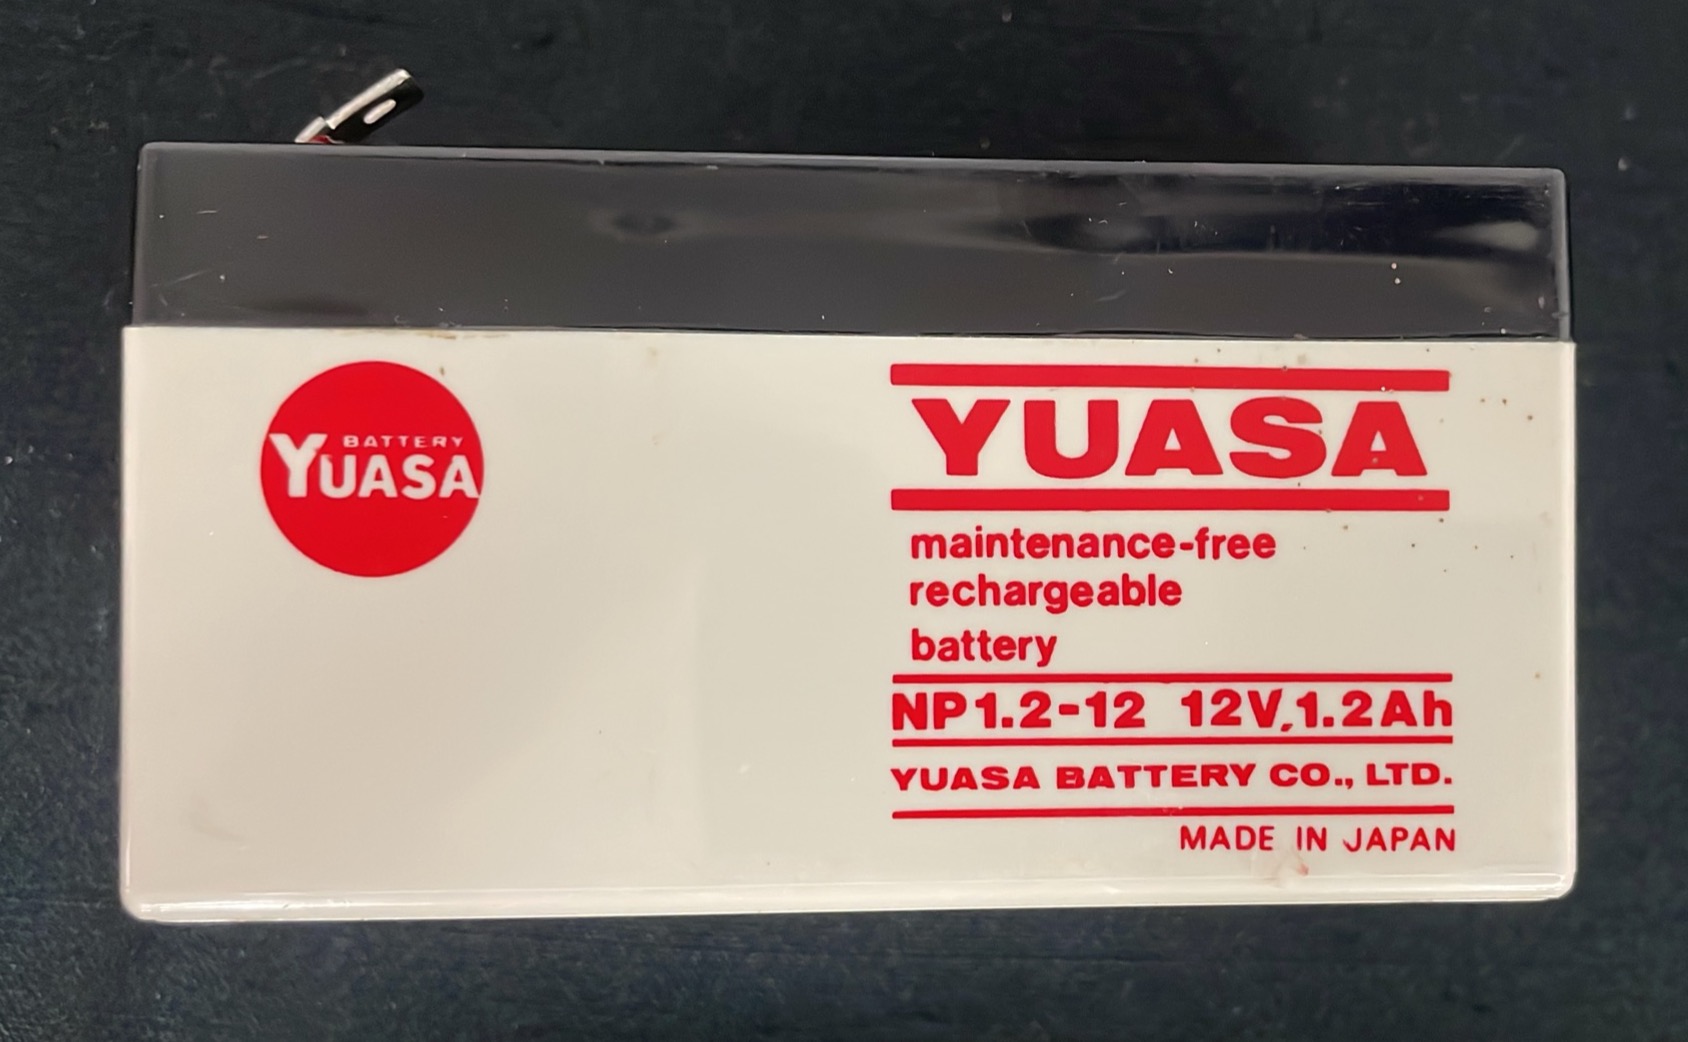 BATTERY
YUASA
YUASA
maintenance-free
rechargeable
battery
NP1.2-12 12V,1.2Ah
YUASA BATTERY CO., LTD.
MADE IN JAPAN